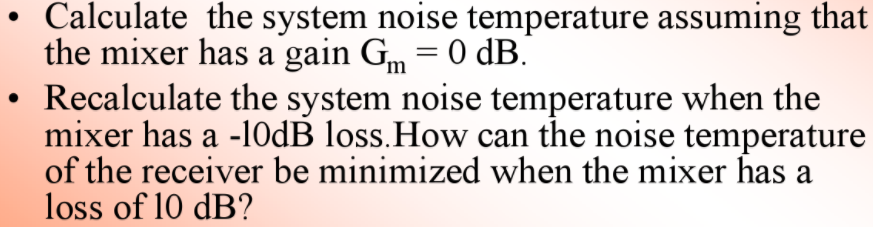 • Calculate the system noise temperature assuming that
the mixer has a gain Gₘ = 0 dB.
• Recalculate the system noise temperature when the
mixer has a -10dB loss.How can the noise temperature
of the receiver be minimized when the mixer has a
loss of 10 dB?